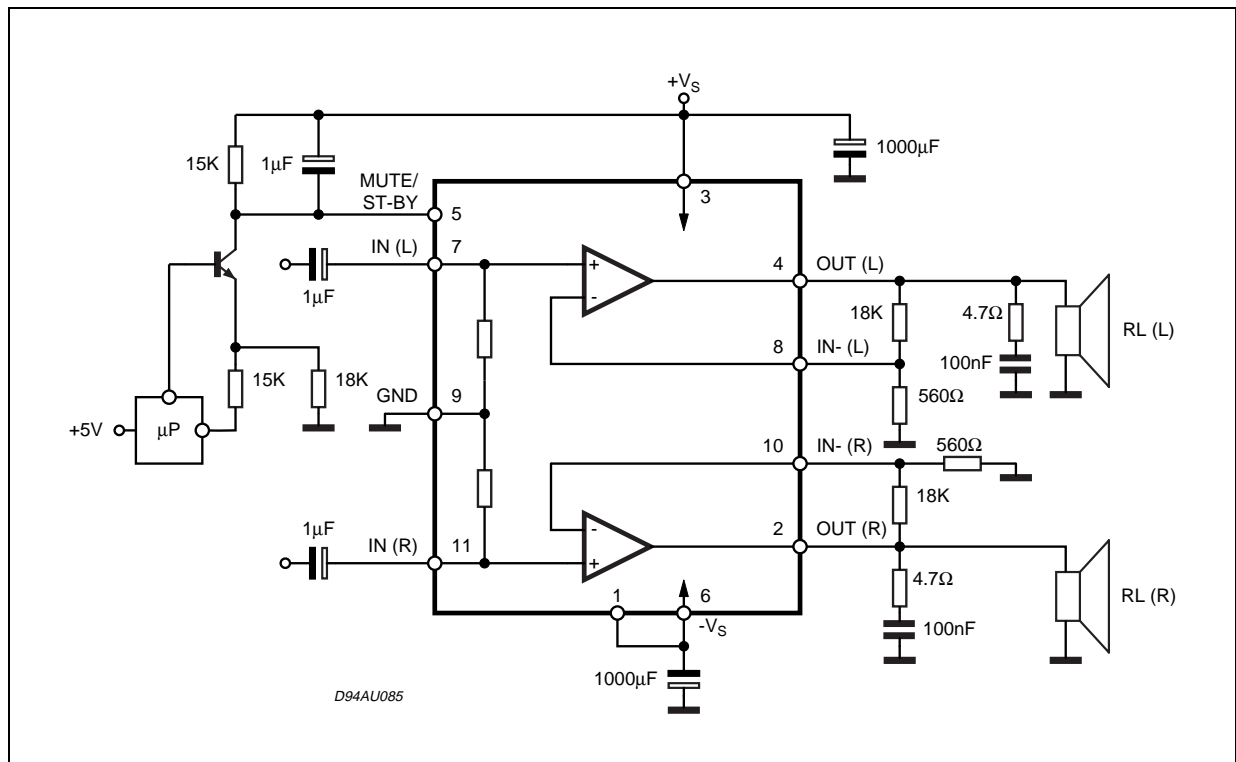 +VS
15K
1µF
1000µF
MUTE/
ST-BY
5
3
IN (L)
7
1µF
4
OUT (L)
+
-
18K
4.7Ω
RL (L)
8
IN- (L)
100nF
15K
18K
GND
9
560Ω
+5V
µP
10
IN- (R)
560Ω
18K
1µF
IN (R)
11
-
+
2
OUT (R)
4.7Ω
RL (R)
1
6
-VS
100nF
1000µF
D94AU085